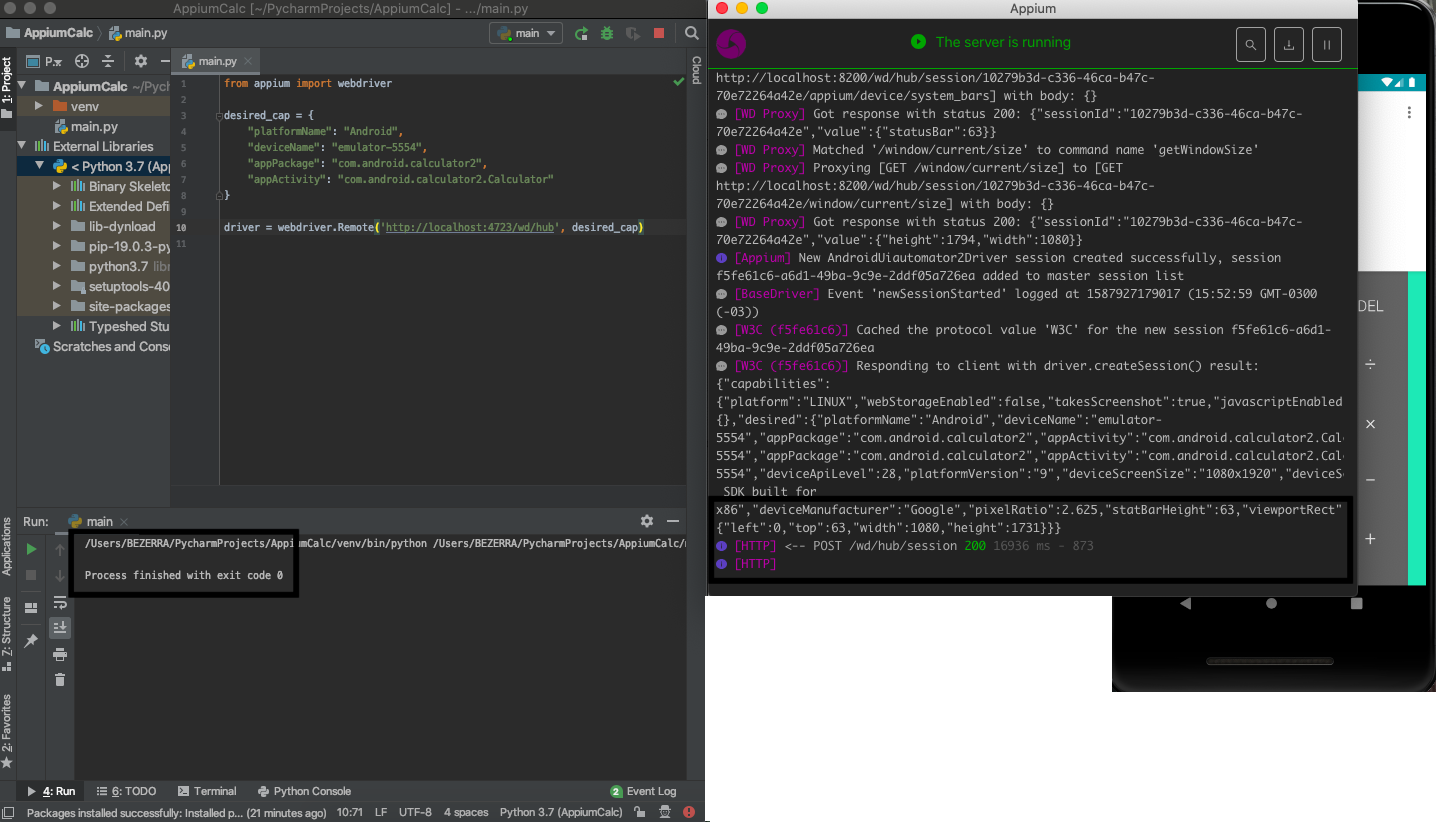 AppiumCalc [~/PycharmProjects/AppiumCalc] - .../main.py
AppiumCalc
main.py
main
1: Project
P
main.py
Cloud
AppiumCalc ~/Pyc
venv
main.py
External Libraries
< Python 3.7 (App
Binary Skeleto
Extended Defi
lib-dynload
pip-19.0.3-py
python3.7 libr
setuptools-40
site-packages
Typeshed Stu
Scratches and Conso
1 from appium import webdriver
2
3 desired_cap = {
4 "platformName": "Android",
5 "deviceName": "emulator-5554",
6 "appPackage": "com.android.calculator2",
7 "appActivity": "com.android.calculator2.Calculator"
8 }
9
10 driver = webdriver.Remote('http://localhost:4723/wd/hub', desired_cap)
11
Run: main
/Users/BEZERRA/PycharmProjects/AppiumCalc/venv/bin/python /Users/BEZERRA/PycharmProjects/AppiumCalc/
Process finished with exit code 0
Applications
7: Structure
2: Favorites
4: Run
6: TODO
Terminal
Python Console
2 Event Log
Packages installed successfully: Installed p... (21 minutes ago) 10:71 LF UTF-8 4 spaces Python 3.7 (AppiumCalc)
Appium
The server is running
http://localhost:8200/wd/hub/session/10279b3d-c336-46ca-b47c-
70e72264a42e/appium/device/system_bars] with body: {}
[WD Proxy] Got response with status 200: {"sessionId":"10279b3d-c336-46ca-b47c-
70e72264a42e","value":{"statusBar":63}}
[WD Proxy] Matched '/window/current/size' to command name 'getWindowSize'
[WD Proxy] Proxying [GET /window/current/size] to [GET
http://localhost:8200/wd/hub/session/10279b3d-c336-46ca-b47c-
70e72264a42e/window/current/size] with body: {}
[WD Proxy] Got response with status 200: {"sessionId":"10279b3d-c336-46ca-b47c-
70e72264a42e","value":{"height":1794,"width":1080}}
[Appium] New AndroidUiautomator2Driver session created successfully, session
f5fe61c6-a6d1-49ba-9c9e-2ddf05a726ea added to master session list
[BaseDriver] Event 'newSessionStarted' logged at 1587927179017 (15:52:59 GMT-0300
(-03))
[W3C (f5fe61c6)] Cached the protocol value 'W3C' for the new session f5fe61c6-a6d1-
49ba-9c9e-2ddf05a726ea
[W3C (f5fe61c6)] Responding to client with driver.createSession() result:
{"capabilities":
{"platform":"LINUX","webStorageEnabled":false,"takesScreenshot":true,"javascriptEnabled
{},"desired":{"platformName":"Android","deviceName":"emulator-
5554","appPackage":"com.android.calculator2","appActivity":"com.android.calculator2.Cal
5554","appPackage":"com.android.calculator2","appActivity":"com.android.calculator2.Cal
5554","deviceApiLevel":28,"platformVersion":"9","deviceScreenSize":"1080x1920","deviceS
SDK built for
x86","deviceManufacturer":"Google","pixelRatio":2.625,"statBarHeight":63,"viewportRect"
{"left":0,"top":63,"width":1080,"height":1731}}}
[HTTP] <-- POST /wd/hub/session 200 16936 ms - 873
[HTTP]
DEL
÷
×
−
+